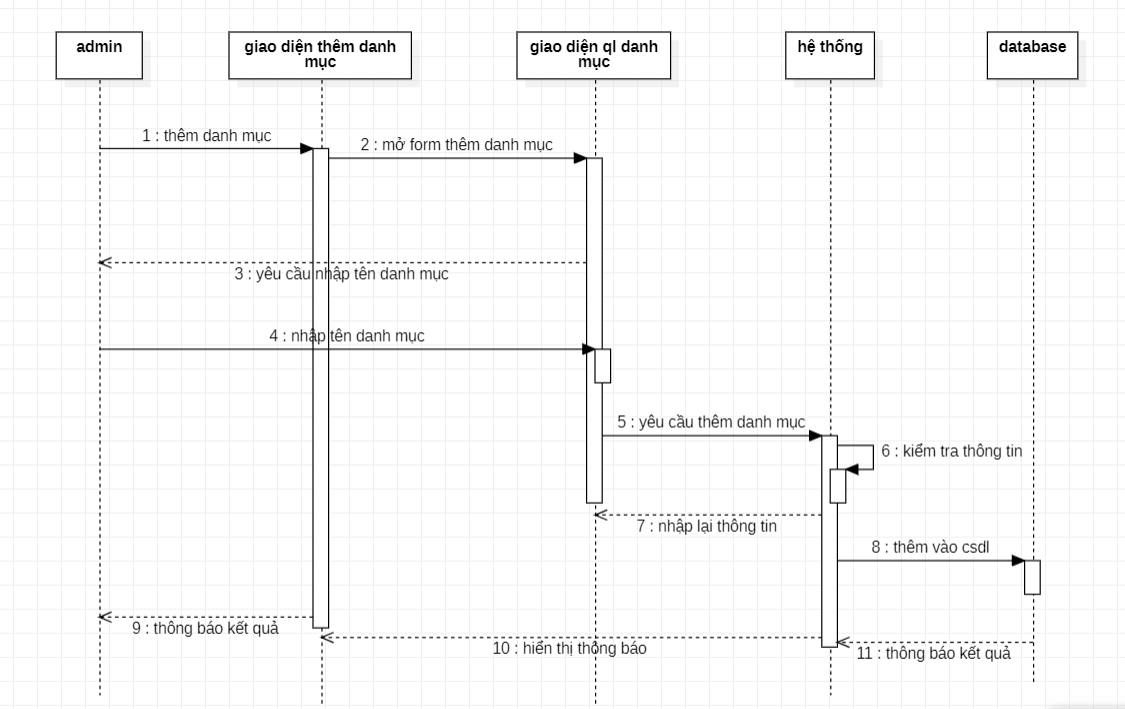 admin
giao diện thêm danh
mục
giao diện ql danh
mục
hệ thống
database
1 : thêm danh mục
2 : mở form thêm danh mục
3 : yêu cầu nhập tên danh mục
4 : nhập tên danh mục
5 : yêu cầu thêm danh mục
6 : kiểm tra thông tin
7 : nhập lại thông tin
8 : thêm vào csdl
9 : thông báo kết quả
10 : hiển thị thông báo
11 : thông báo kết quả